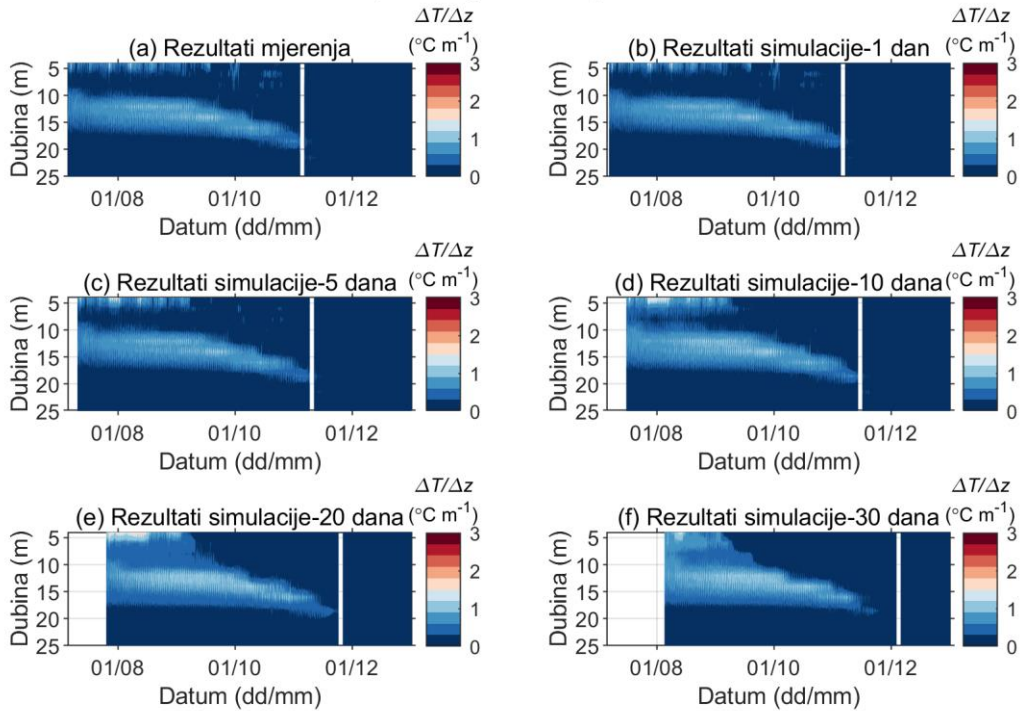 (a) Rezultati mjerenja
ΔT/Δz
(°C m⁻¹)
Dubina (m)
5
10
15
20
25
01/08
01/10
01/12
Datum (dd/mm)
3
2
1
0
(b) Rezultati simulacije-1 dan
ΔT/Δz
(°C m⁻¹)
Dubina (m)
5
10
15
20
25
01/08
01/10
01/12
Datum (dd/mm)
3
2
1
0
(c) Rezultati simulacije-5 dana
ΔT/Δz
(°C m⁻¹)
Dubina (m)
5
10
15
20
25
01/08
01/10
01/12
Datum (dd/mm)
3
2
1
0
(d) Rezultati simulacije-10 dana
ΔT/Δz
(°C m⁻¹)
Dubina (m)
5
10
15
20
25
01/08
01/10
01/12
Datum (dd/mm)
3
2
1
0
(e) Rezultati simulacije-20 dana
ΔT/Δz
(°C m⁻¹)
Dubina (m)
5
10
15
20
25
01/08
01/10
01/12
Datum (dd/mm)
3
2
1
0
(f) Rezultati simulacije-30 dana
ΔT/Δz
(°C m⁻¹)
Dubina (m)
5
10
15
20
25
01/08
01/10
01/12
Datum (dd/mm)
3
2
1
0